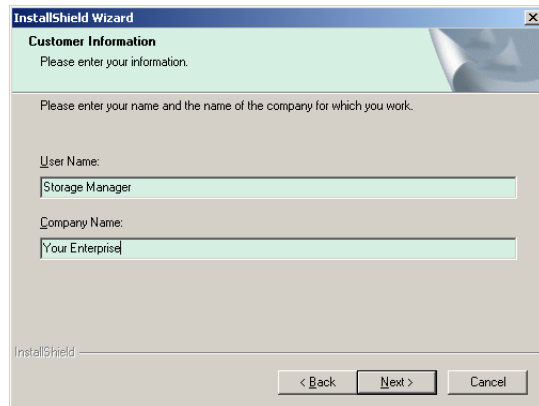 InstallShield Wizard
Customer Information
Please enter your information.
Please enter your name and the name of the company for which you work.
User Name:
Storage Manager
Company Name:
Your Enterprise
InstallShield
< Back
Next >
Cancel